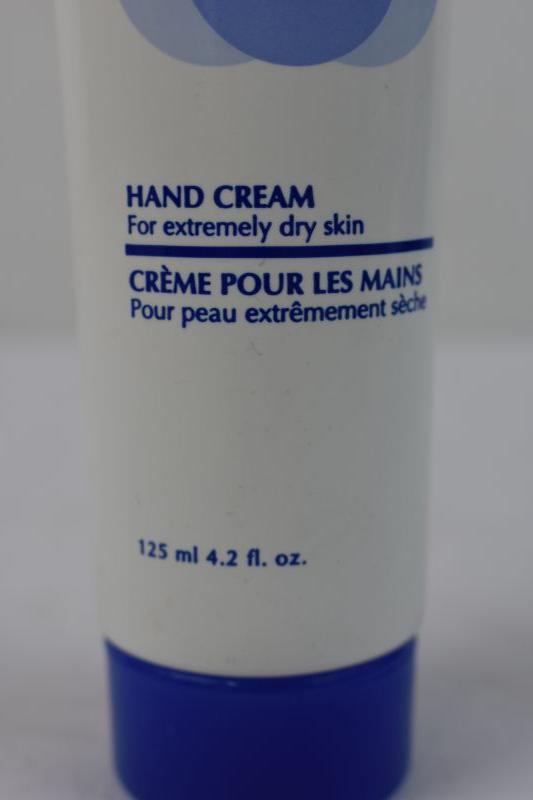 HAND CREAM
For extremely dry skin
CRÈME POUR LES MAINS
Pour peau extrêmement sèche
125 ml 4.2 fl. oz.